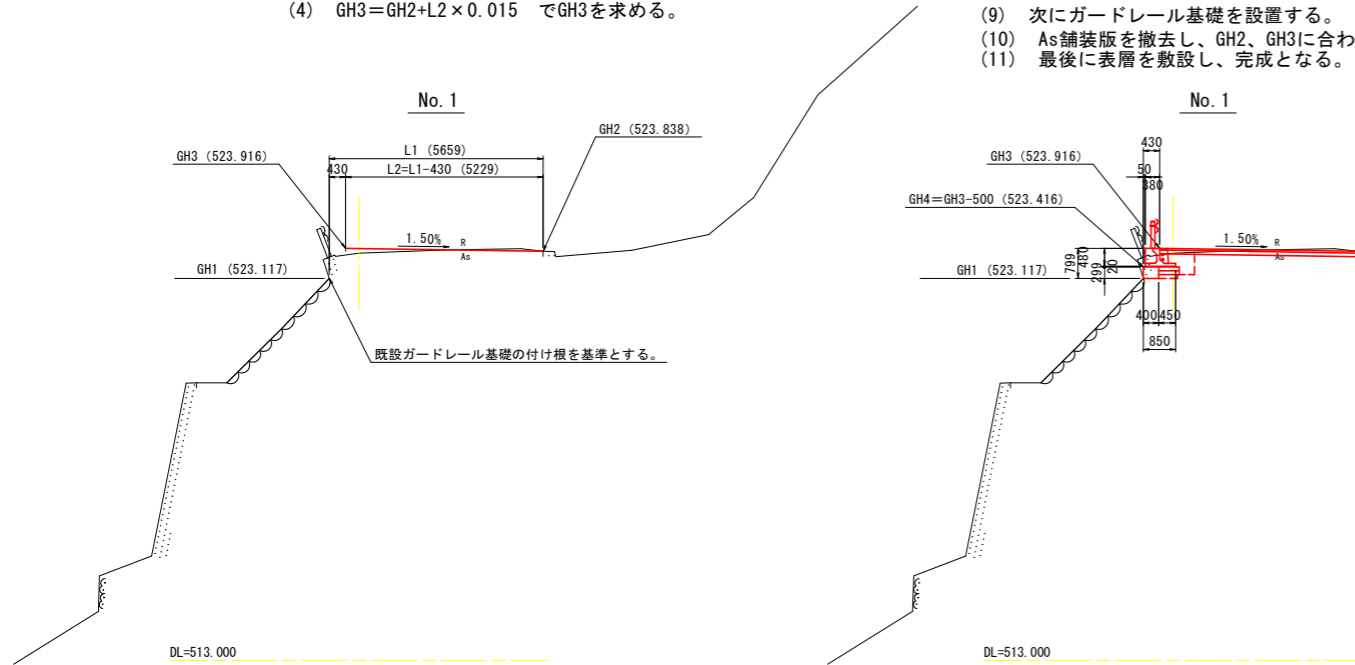 (4) GH3＝GH2+L2×0.015 でGH3を求める。
No. 1
GH2 (523.838)
L1 (5659)
GH3 (523.916)
430
L2=L1-430 (5229)
1.50%
R
As
GH1 (523.117)
既設ガードレール基礎の付け根を基準とする。
DL=513.000
(9) 次にガードレール基礎を設置する。
(10) As舗装版を撤去し、GH2、GH3に合わ
(11) 最後に表層を敷設し、完成となる。
No. 1
430
GH3 (523.916)
50
380
GH4＝GH3-500 (523.416)
1.50%
R
As
GH1 (523.117)
799
480
299
20
400
450
850
DL=513.000